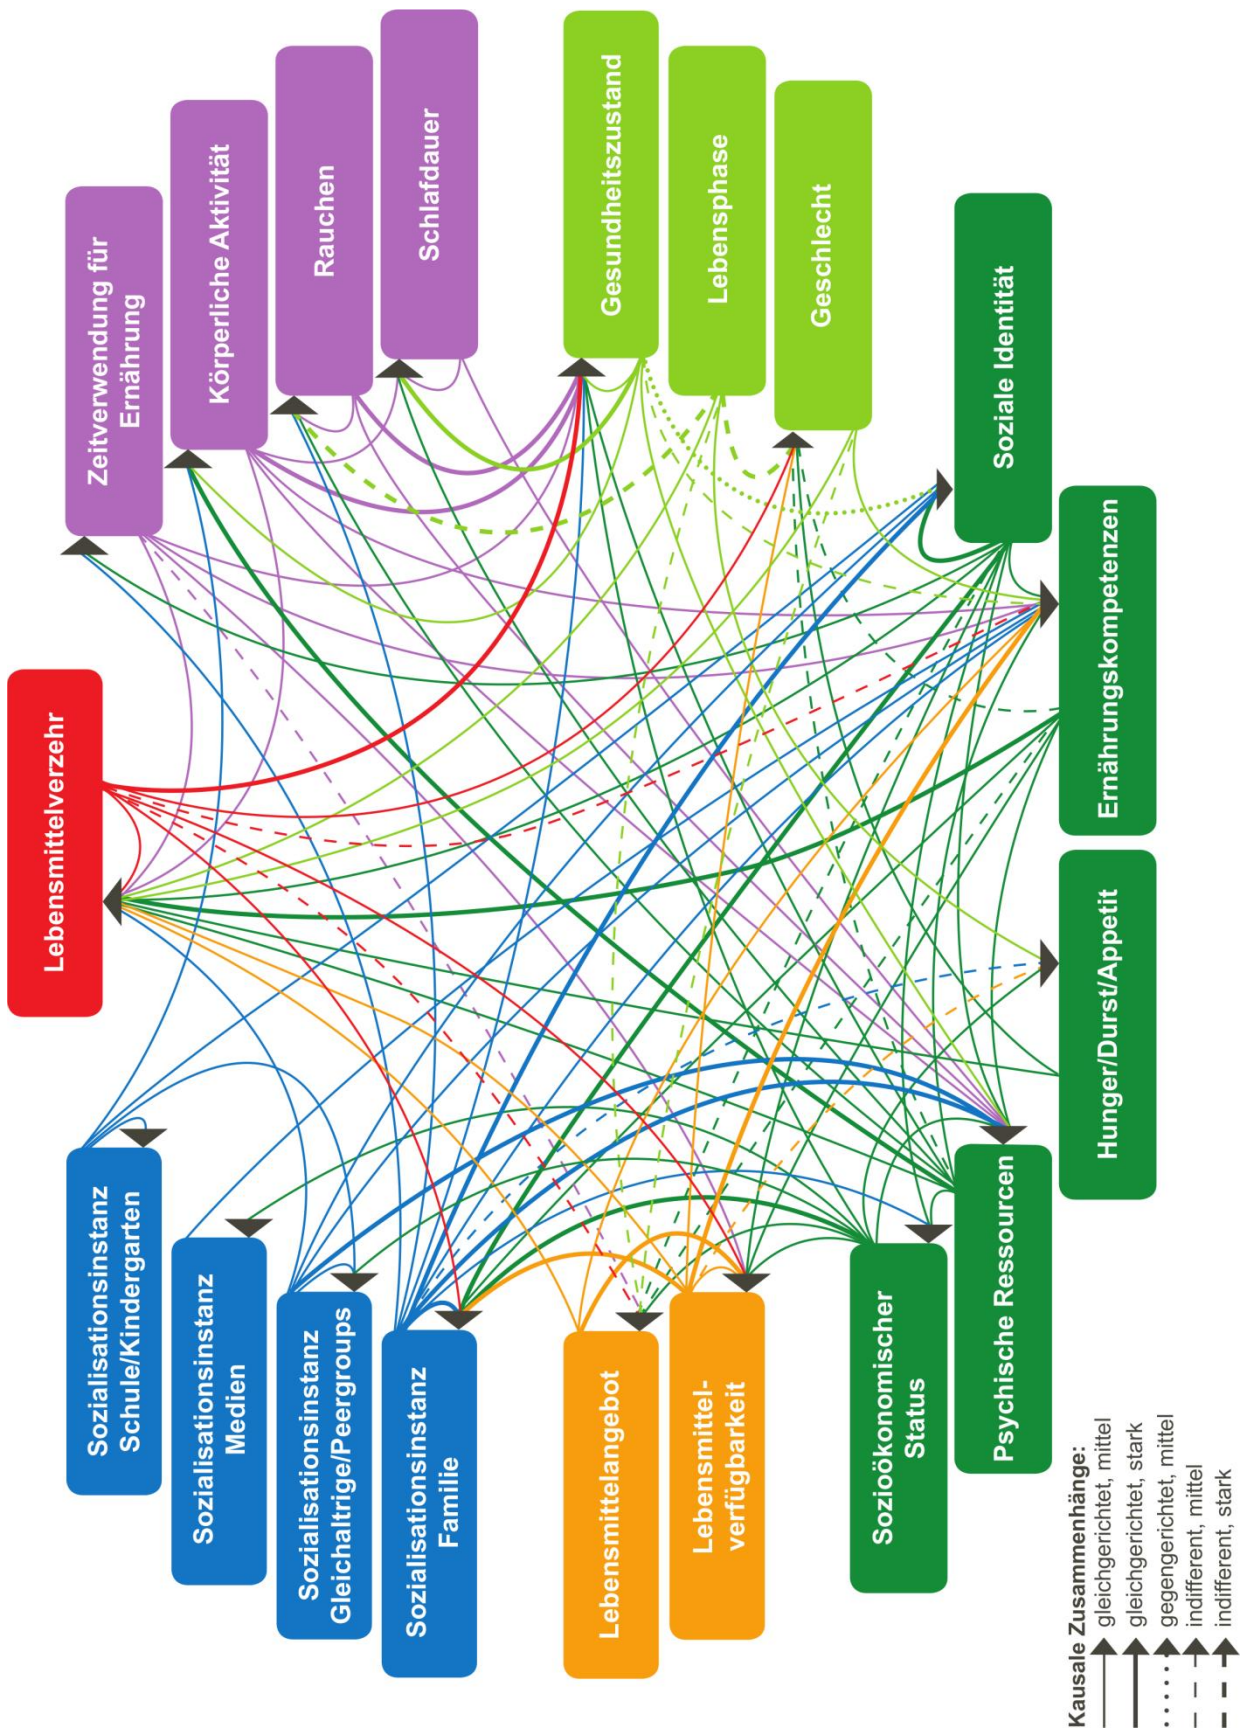 Lebensmittelverzehr
Zeitverwendung für
Ernährung
Körperliche Aktivität
Rauchen
Schlafdauer
Gesundheitszustand
Lebensphase
Geschlecht
Soziale Identität
Ernährungskompetenzen
Hunger/Durst/Appetit
Psychische Ressourcen
Sozioökonomischer
Status
Lebensmittel-
verfügbarkeit
Lebensmittelangebot
Sozialisationsinstanz
Familie
Sozialisationsinstanz
Gleichaltrige/Peergroups
Sozialisationsinstanz
Medien
Sozialisationsinstanz
Schule/Kindergarten
Kausale Zusammenhänge:
gleichgerichtet, mittel
gleichgerichtet, stark
gegengerichtet, mittel
indifferent, mittel
indifferent, stark